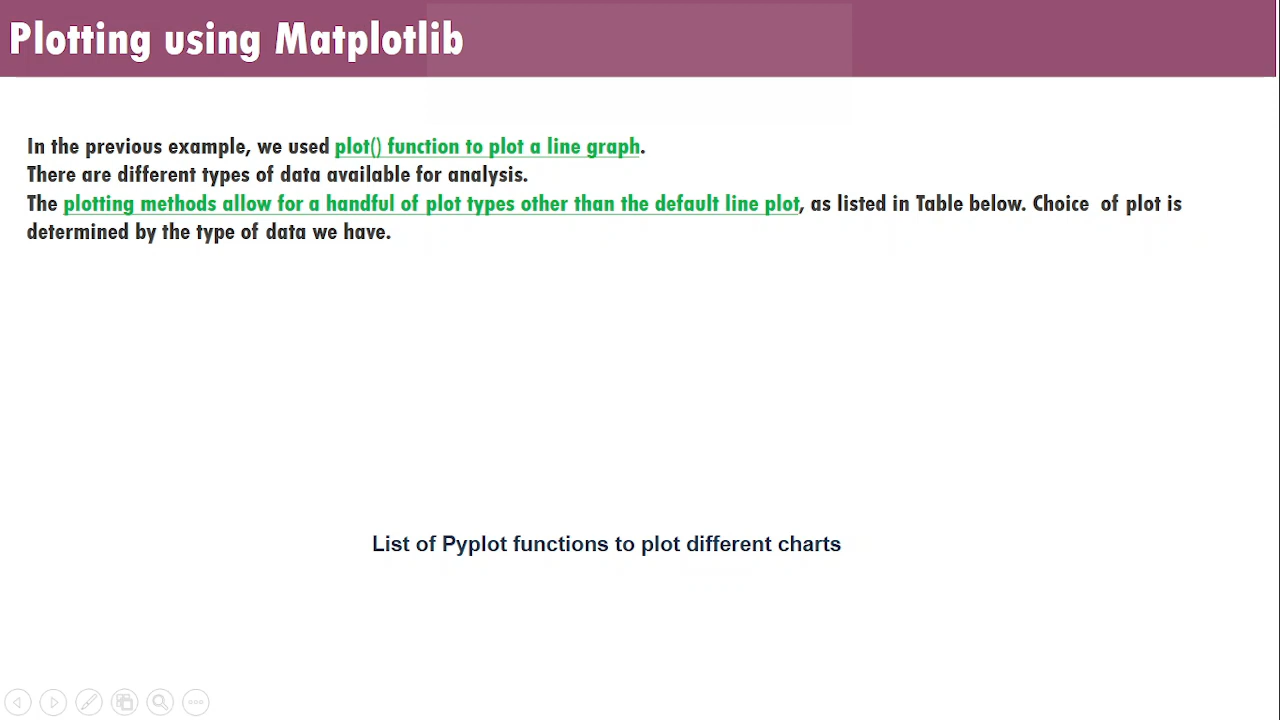 Plotting using Matplotlib
In the previous example, we used plot() function to plot a line graph.
There are different types of data available for analysis.
The plotting methods allow for a handful of plot types other than the default line plot, as listed in Table below. Choice of plot is
determined by the type of data we have.
List of Pyplot functions to plot different charts